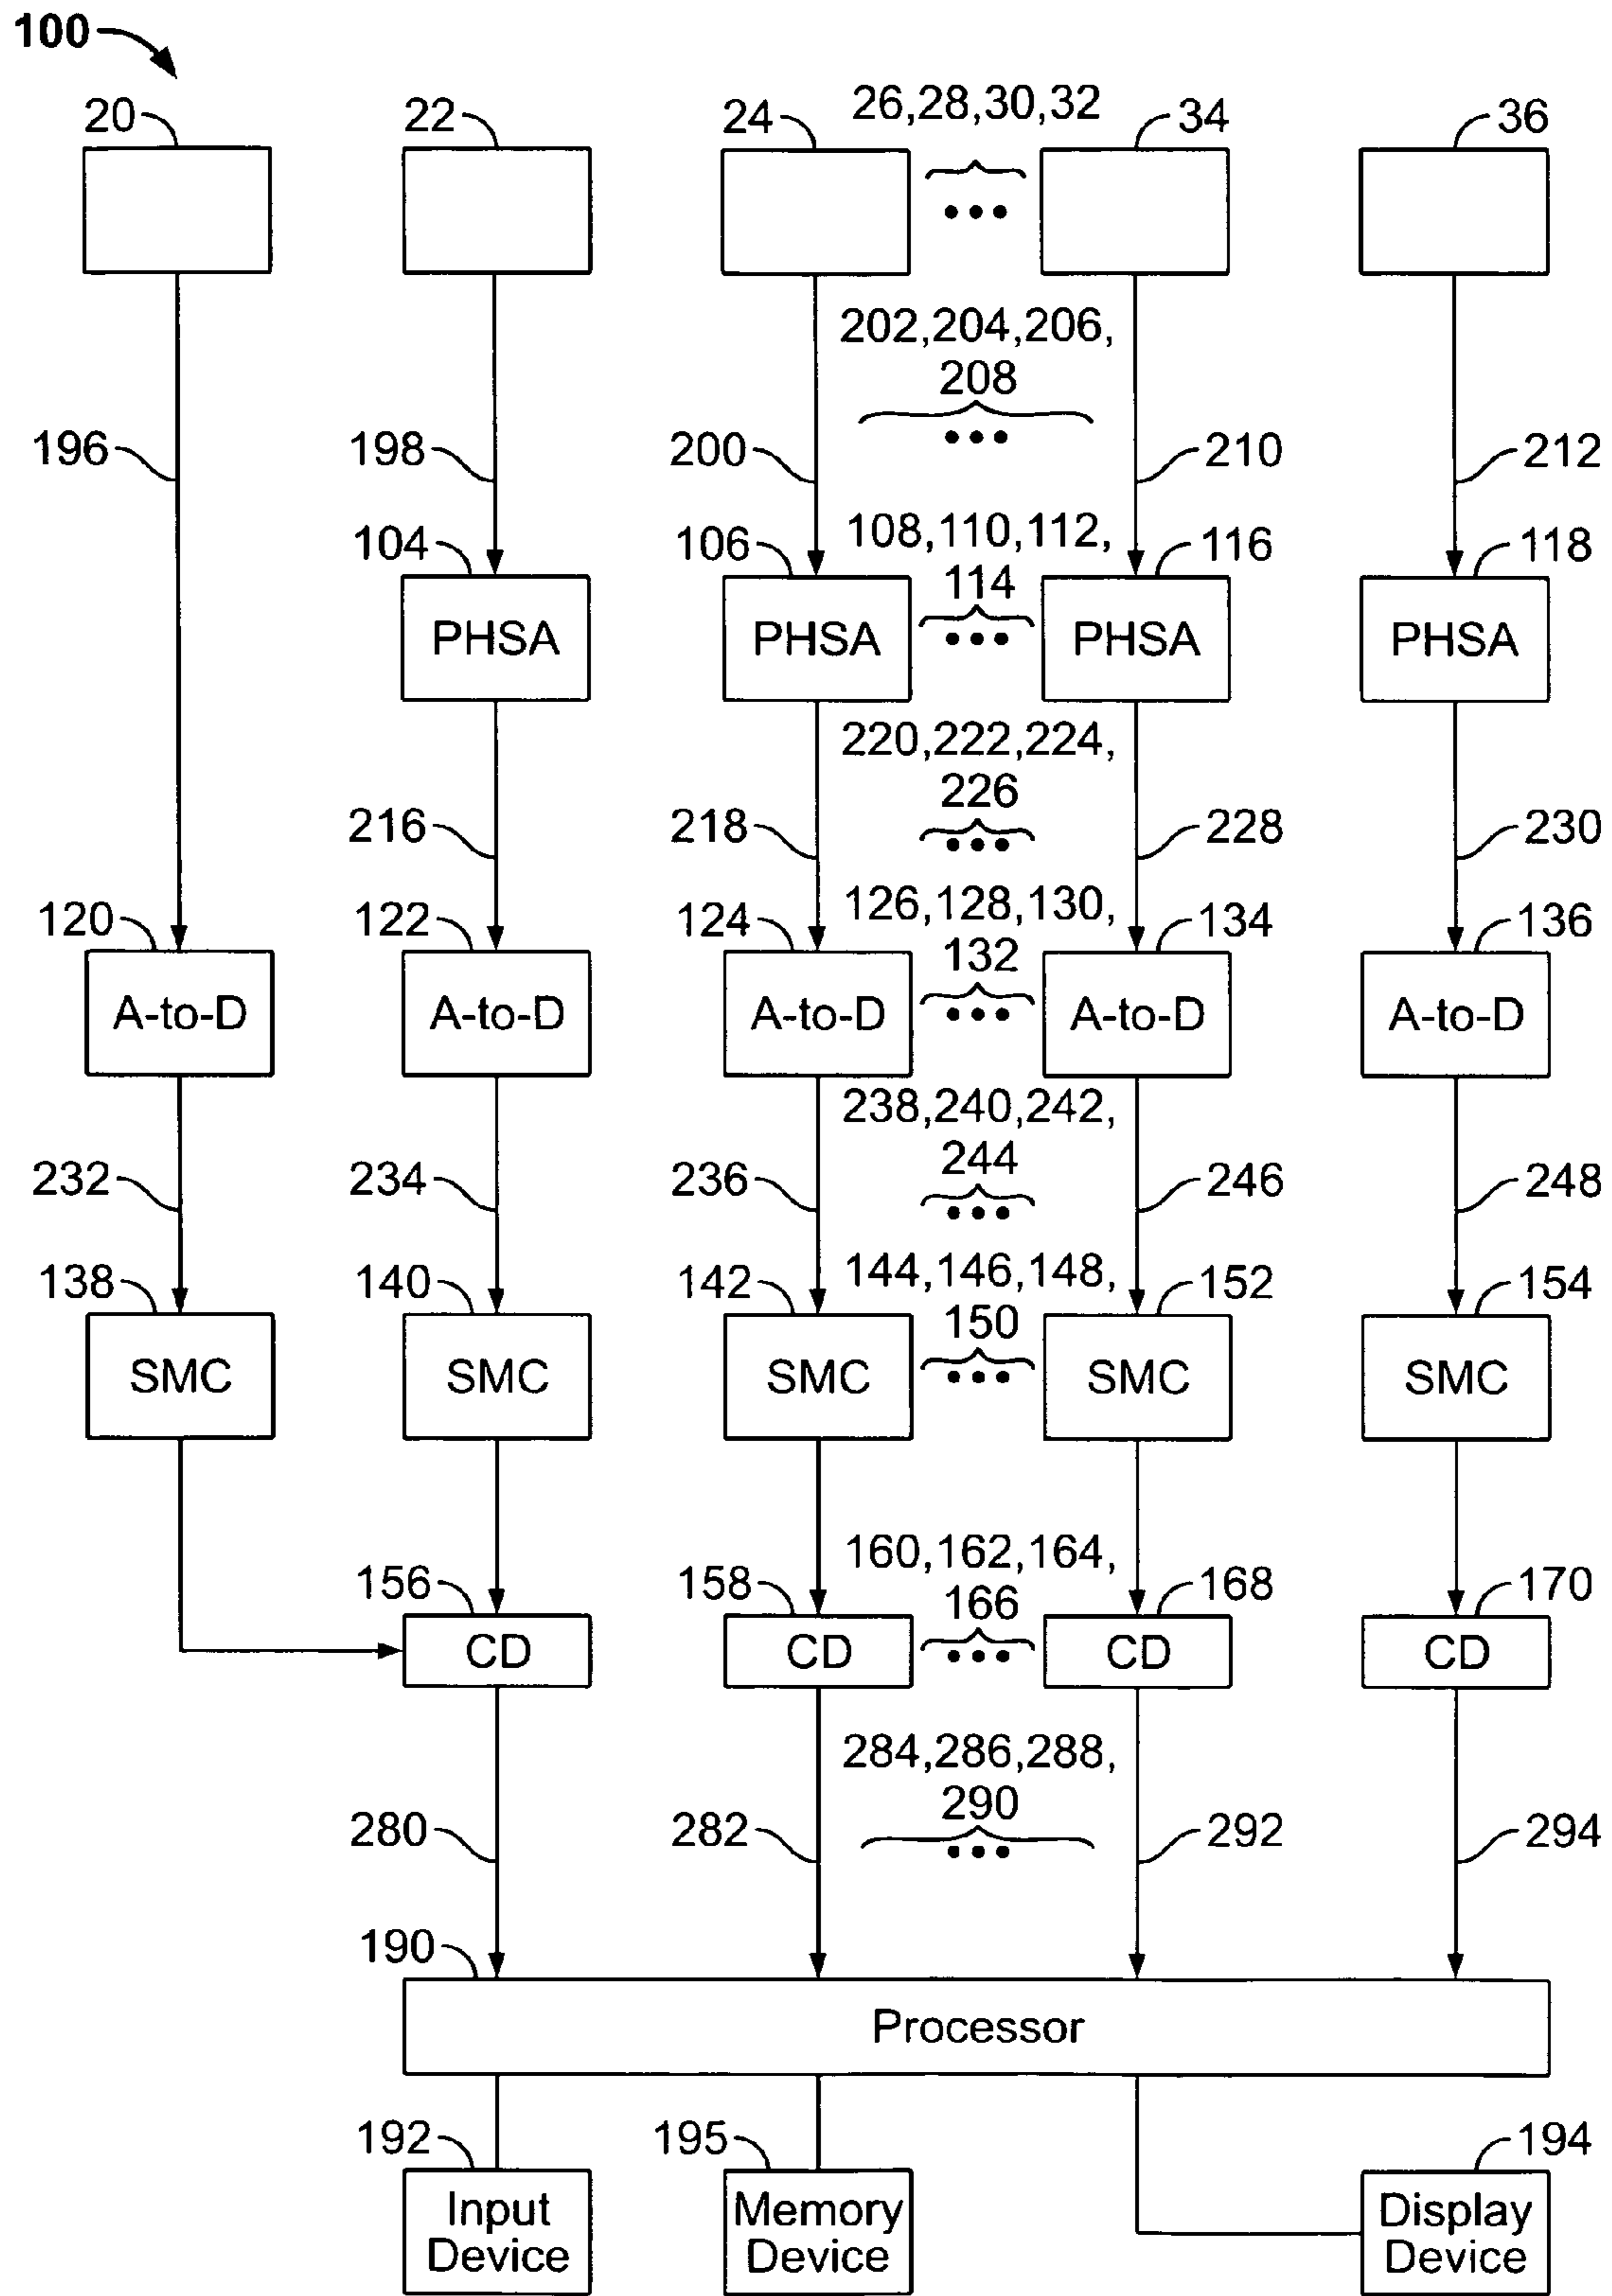 100
20 22 24 26,28,30,32 34 36
202,204,206,
208
196 198 200 210 212
104 106 108,110,112, 116 118
114
PHSA PHSA PHSA PHSA
220,222,224,
226
216 218 228 230
120 122 124 126,128,130, 134 136
132
A-to-D A-to-D A-to-D A-to-D A-to-D
238,240,242,
244
232 234 236 246 248
138 140 142 144,146,148, 152 154
150
SMC SMC SMC SMC SMC
160,162,164,
156 158 166 168 170
CD CD CD CD
284,286,288,
290
280 282 292 294
190
Processor
192 195 194
Input Memory Display
Device Device Device